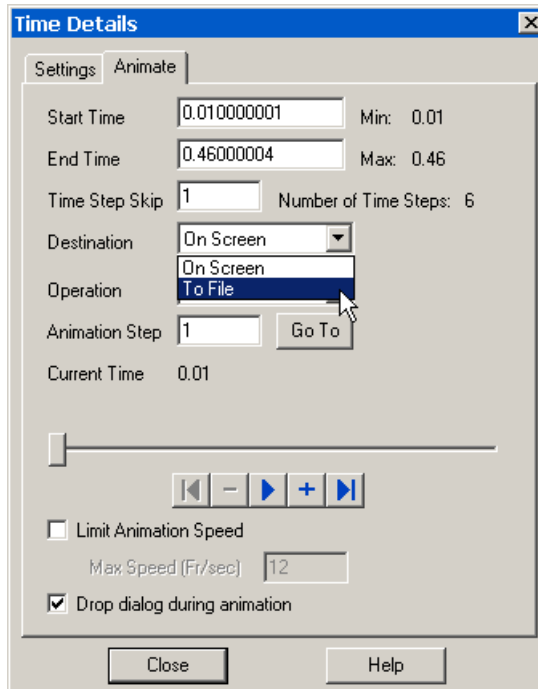 Time Details
Settings Animate
Start Time 0.010000001 Min: 0.01
End Time 0.46000004 Max: 0.46
Time Step Skip 1 Number of Time Steps: 6
Destination On Screen
On Screen
To File
Operation
Animation Step 1 Go To
Current Time 0.01
Limit Animation Speed
Max Speed (Fr/sec) 12
Drop dialog during animation
Close Help